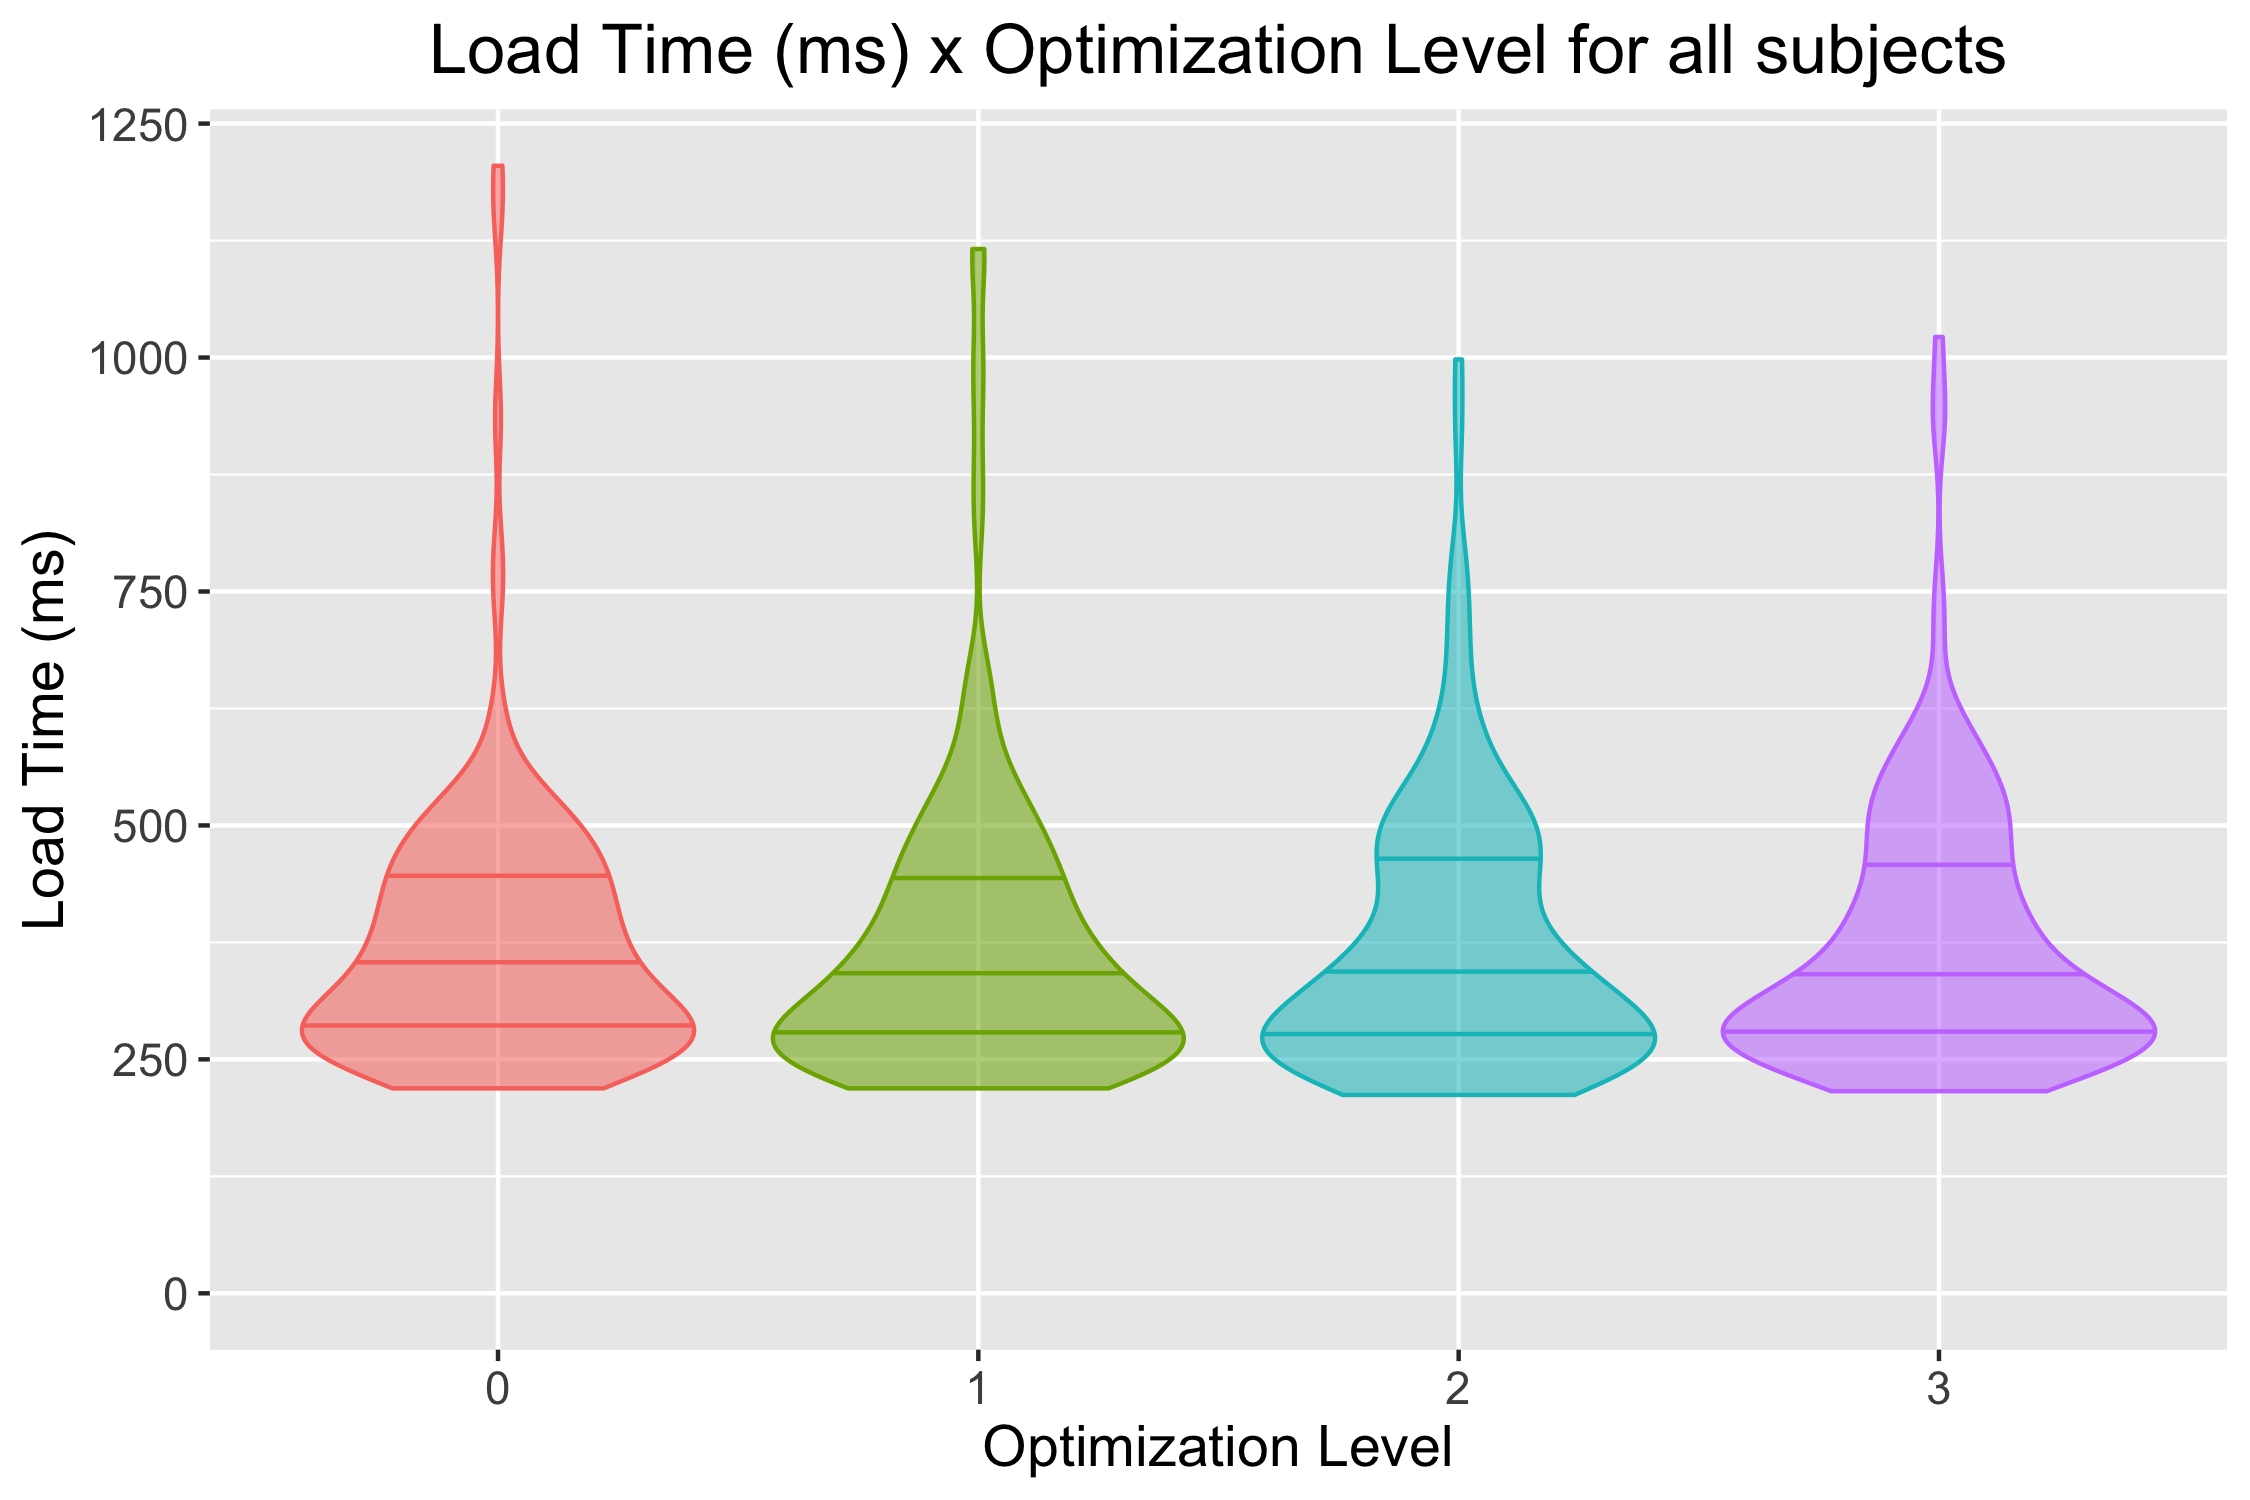 Load Time (ms) x Optimization Level for all subjects
1250
1000
750
500
250
0
Load Time (ms)
0 1 2 3
Optimization Level